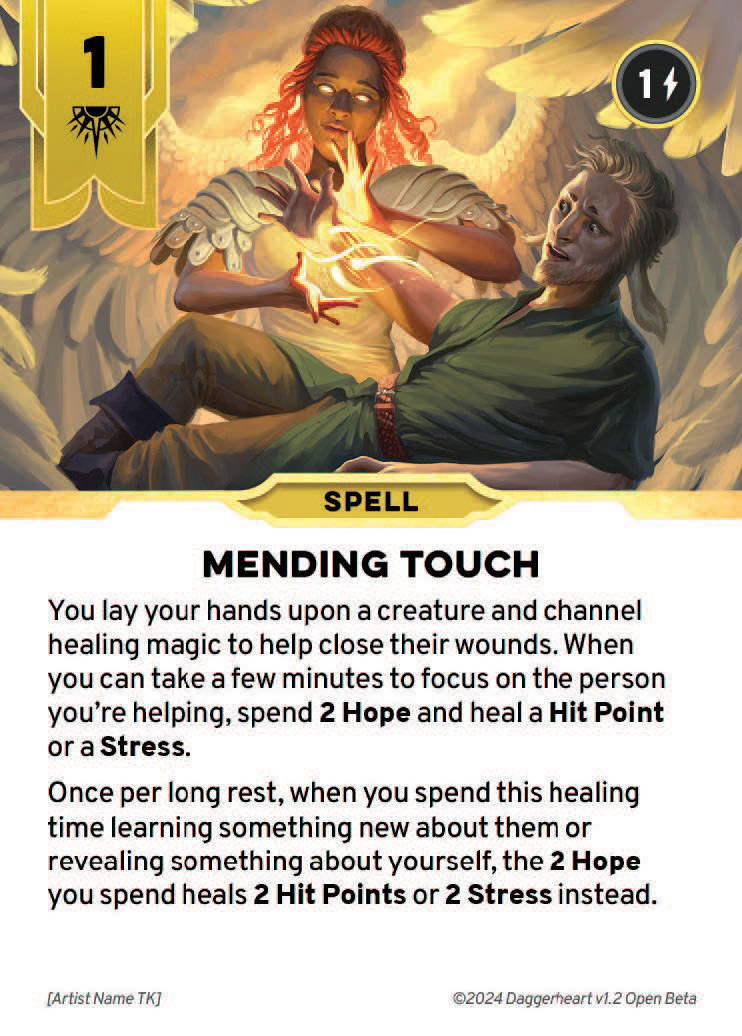 1
1
SPELL
MENDING TOUCH
You lay your hands upon a creature and channel
healing magic to help close their wounds. When
you can take a few minutes to focus on the person
you're helping, spend 2 Hope and heal a Hit Point
or a Stress.
Once per long rest, when you spend this healing
time learning something new about them or
revealing something about yourself, the 2 Hope
you spend heals 2 Hit Points or 2 Stress instead.
[Artist Name TK]
©2024 Daggerheart v1.2 Open Beta